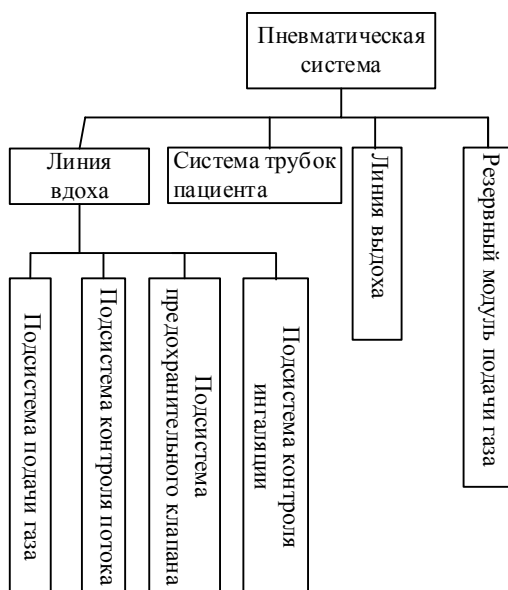 Пневматическая
система
Линия
вдоха
Система трубок
пациента
Линия выдоха
Резервный модуль подачи газа
Подсистема подачи газа
Подсистема контроля потока
Подсистема
предохранительного клапана
Подсистема контроля
ингаляции